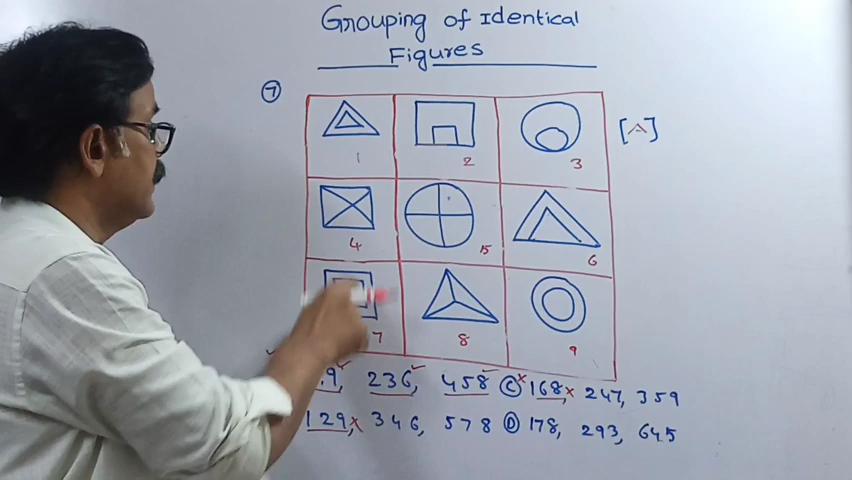 Grouping of Identical
Figures
7 [A]
1 2 3
4 5 6
7 8 9
.9, 236, 458 C 168, 247, 359
129, 346, 578 D 178, 293, 645